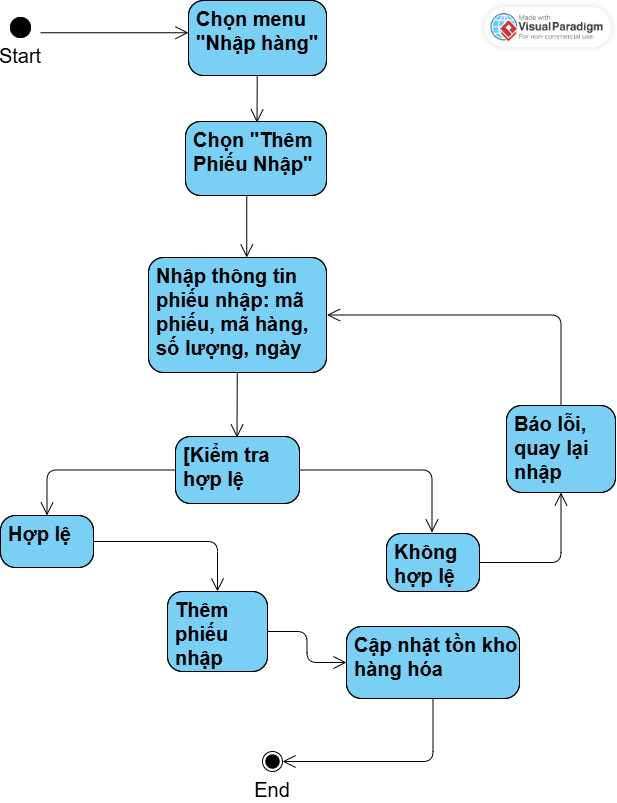 Made with
VisualParadigm
For non-commercial use
Start
Chọn menu
"Nhập hàng"
Chọn "Thêm
Phiếu Nhập"
Nhập thông tin
phiếu nhập: mã
phiếu, mã hàng,
số lượng, ngày
[Kiểm tra
hợp lệ
Báo lỗi,
quay lại
nhập
Hợp lệ
Không
hợp lệ
Thêm
phiếu
nhập
Cập nhật tồn kho
hàng hóa
End